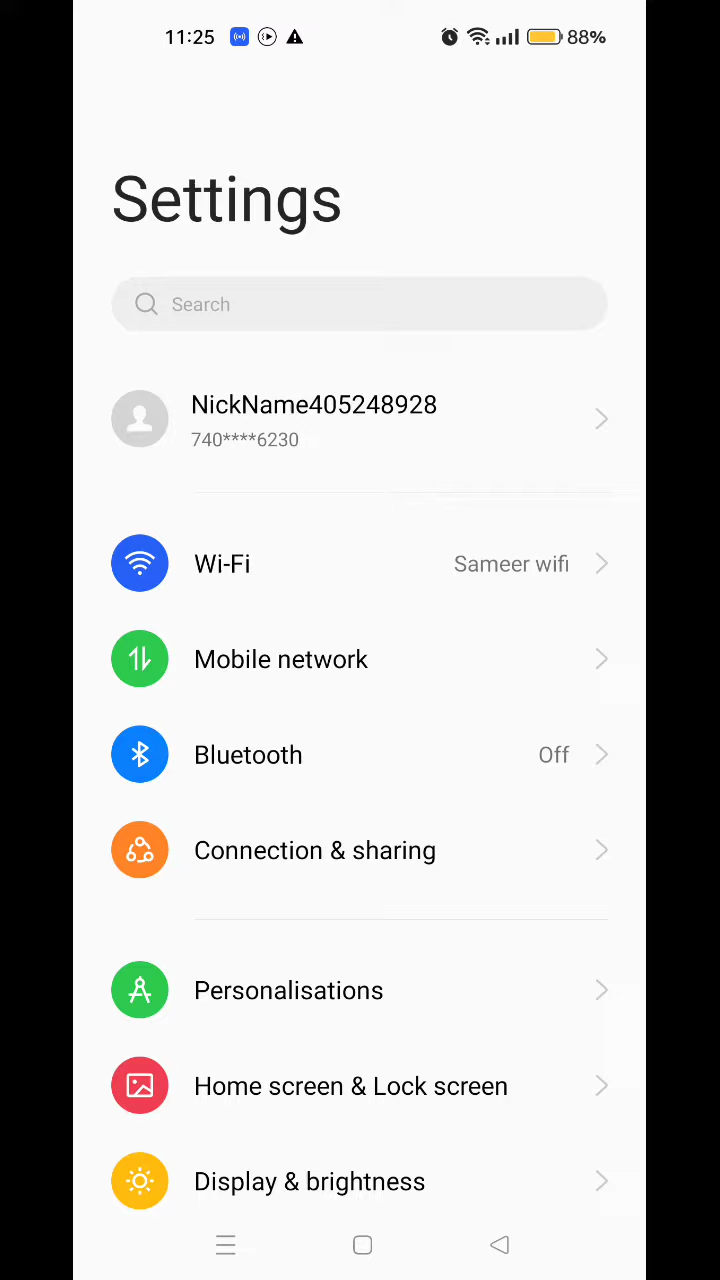 11:25 88%
Settings
Search
NickName405248928
740****6230
Wi-Fi Sameer wifi
Mobile network
Bluetooth Off
Connection & sharing
Personalisations
Home screen & Lock screen
Display & brightness